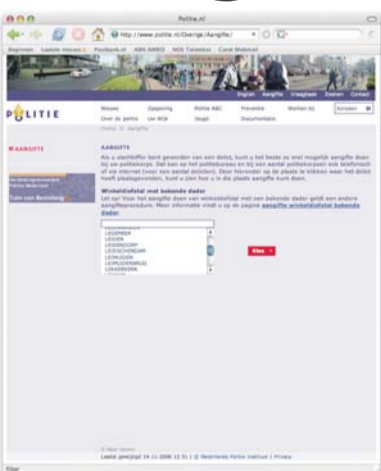 Politie.nl
http://www.politie.nl/Overige/Aangifte/
Beginnen Laatste nieuws Postbank.nl ABN AMRO NOS Teletekst Webmail
English Aangifte Vraagbaak Zoeken Contact
POLITIE
Nieuws Opsporing Politie ABC Preventie Werken bij
Over de politie Uw Wijk Jeugd Documentatie
Home Aangifte
AANGIFTE
AANGIFTE
Als u slachtoffer bent geworden van een delict, kunt u het beste zo snel mogelijk aangifte doen
bij uw politiekorps. Dat kan op het politiebureau en bij een aantal politiekorpsen ook telefonisch
of via internet (voor een aantal delicten). Door hieronder op de plaats te klikken waar het delict
heeft plaatsgevonden, kunt u zien hoe u in die plaats aangifte kunt doen.
Winkeldiefstal met bekende dader
Let op! Voor het aangifte doen van winkeldiefstal met een bekende dader geldt een andere
aangifteprocedure. Meer informatie vindt u op de pagina aangifte winkeldiefstal bekende
dader.
LEGEMEER
LEIDEN
LEIDERDORP
LEIDSCHENDAM
LEIMUIDEN
LEIMUIDERBRUG
LEKKERKERK
Kies
Laatst gewijzigd 14-11-2006 12:51 | © Nederlands Politie Instituut | Privacy
Klaar